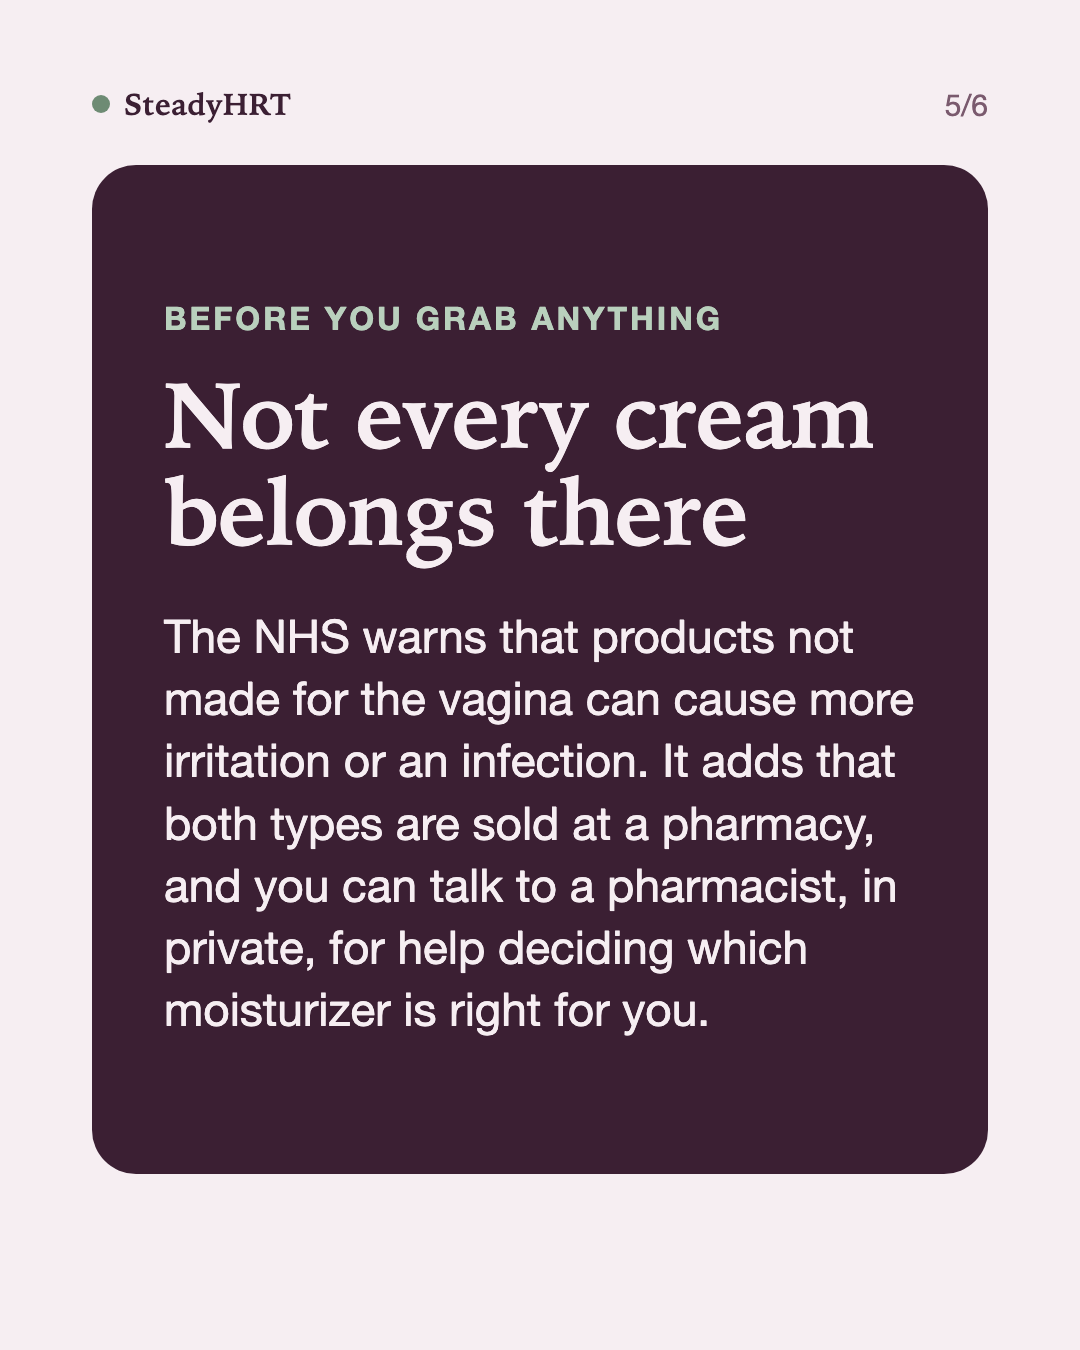 SteadyHRT
5/6
BEFORE YOU GRAB ANYTHING
Not every cream
belongs there
The NHS warns that products not
made for the vagina can cause more
irritation or an infection. It adds that
both types are sold at a pharmacy,
and you can talk to a pharmacist, in
private, for help deciding which
moisturizer is right for you.